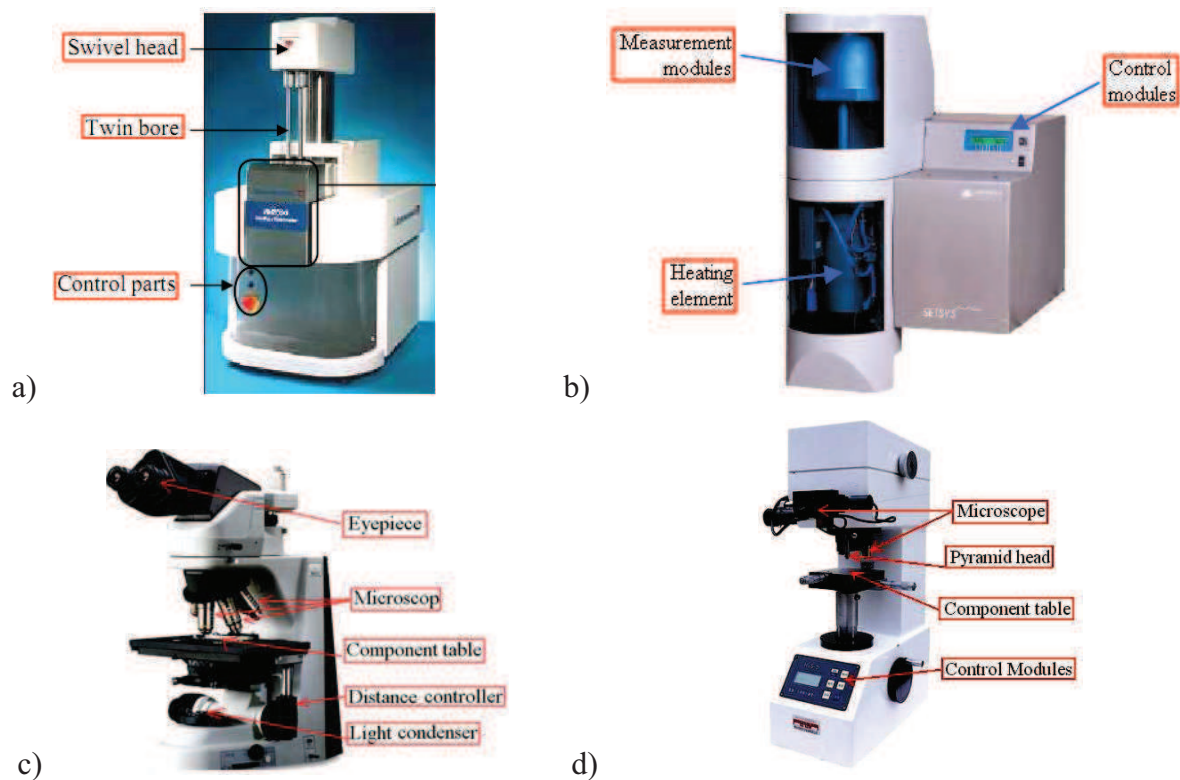 Swivel head
Twin bore
Control parts
a)
Measurement
modules
Control
modules
Heating
element
SETSYS
b)
Eyepiece
Microscop
Component table
Distance controller
Light condenser
c)
Microscope
Pyramid head
Component table
Control Modules
d)